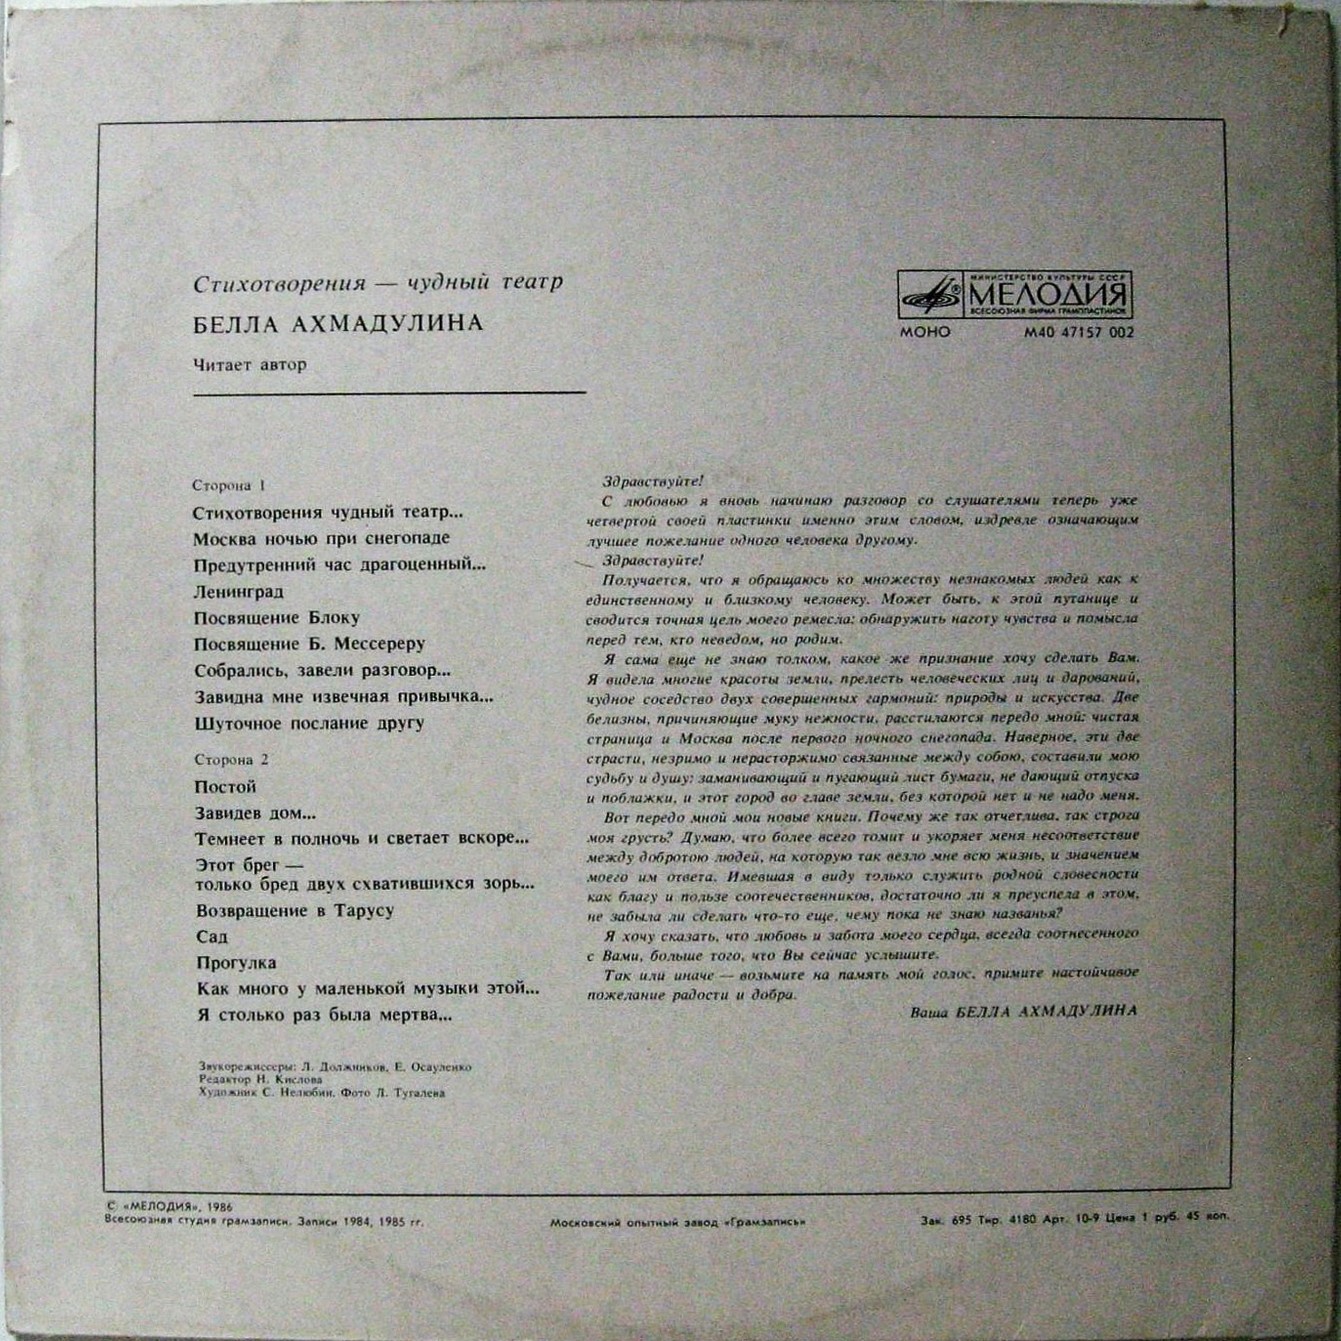 Стихотворения — чудный театр
БЕЛЛА АХМАДУЛИНА
Читает автор
МИНИСТЕРСТВО КУЛЬТУРЫ СССР
МЕЛОДИЯ
ВСЕСОЮЗНАЯ ФИРМА ГРАМПЛАСТИНОК
МОНО М40 47157 002
Сторона 1
Стихотворения чудный театр...
Москва ночью при снегопаде
Предутренний час драгоценный...
Ленинград
Посвящение Блоку
Посвящение Б. Мессереру
Собрались, завели разговор...
Завидна мне извечная привычка...
Шуточное послание другу
Сторона 2
Постой
Завидев дом...
Темнеет в полночь и светает вскоре...
Этот брег —
только бред двух схватившихся зорь...
Возвращение в Тарусу
Сад
Прогулка
Как много у маленькой музыки этой...
Я столько раз была мертва...
Звукорежиссеры: Л. Должников, Е. Осауленко
Редактор Н. Кислова
Художник С. Нелюбин. Фото Л. Тугалева
Здравствуйте!
С любовью я вновь начинаю разговор со слушателями теперь уже
четвертой своей пластинки именно этим словом, издревле означающим
лучшее пожелание одного человека другому.
Здравствуйте!
Получается, что я обращаюсь ко множеству незнакомых людей как к
единственному и близкому человеку. Может быть, к этой путанице и
сводится точная цель моего ремесла: обнаружить наготу чувства и помысла
перед тем, кто неведом, но родим.
Я сама еще не знаю толком, какое же признание хочу сделать Вам.
Я видела многие красоты земли, прелесть человеческих лиц и дарований,
чудное соседство двух совершенных гармоний: природы и искусства. Две
белизны, причиняющие муку нежности, расстилаются передо мной: чистая
страница и Москва после первого ночного снегопада. Наверное, эти две
страсти, незримо и нерасторжимо связанные между собою, составили мою
судьбу и душу: заманивающий и пугающий лист бумаги, не дающий отпуска
и поблажки, и этот город во главе земли, без которой нет и не надо меня.
Вот передо мной мои новые книги. Почему же так отчетлива, так строга
моя грусть? Думаю, что более всего томит и укоряет меня несоответствие
между добротою людей, на которую так везло мне всю жизнь, и значением
моего им ответа. Имевшая в виду только служить родной словесности
как благу и пользе соотечественников, достаточно ли я преуспела в этом,
не забыла ли сделать что-то еще, чему пока не знаю названья?
Я хочу сказать, что любовь и забота моего сердца, всегда соотнесенного
с Вами, больше того, что Вы сейчас услышите.
Так или иначе — возьмите на память мой голос, примите настойчивое
пожелание радости и добра.
Ваша БЕЛЛА АХМАДУЛИНА
С «МЕЛОДИЯ», 1986
Всесоюзная студия грамзаписи. Записи 1984, 1985 гг.
Московский опытный завод «Грамзапись»
Зак. 695 Тир. 4180 Арт. 10-9 Цена 1 руб. 45 коп.